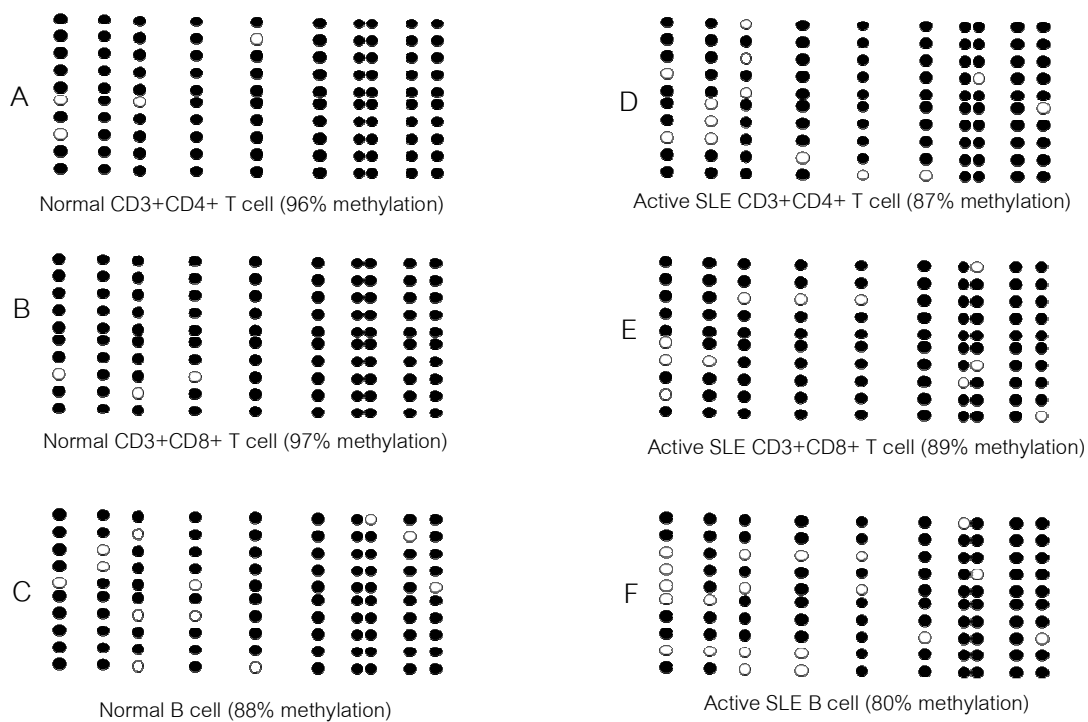 A
Normal CD3+CD4+ T cell (96% methylation)
B
Normal CD3+CD8+ T cell (97% methylation)
C
Normal B cell (88% methylation)
D
Active SLE CD3+CD4+ T cell (87% methylation)
E
Active SLE CD3+CD8+ T cell (89% methylation)
F
Active SLE B cell (80% methylation)